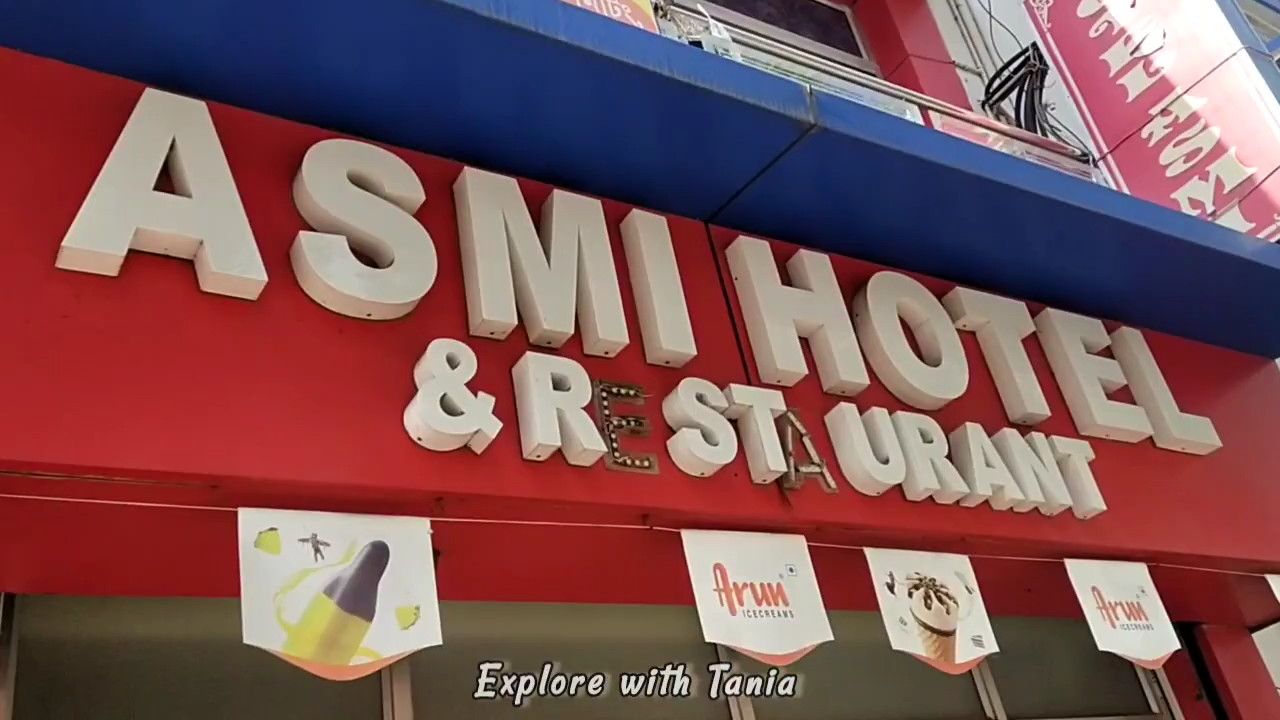 ASMI HOTEL
& RESTAURANT
Arun
ICECREAMS
Arun
ICECREAMS
Explore with Tania